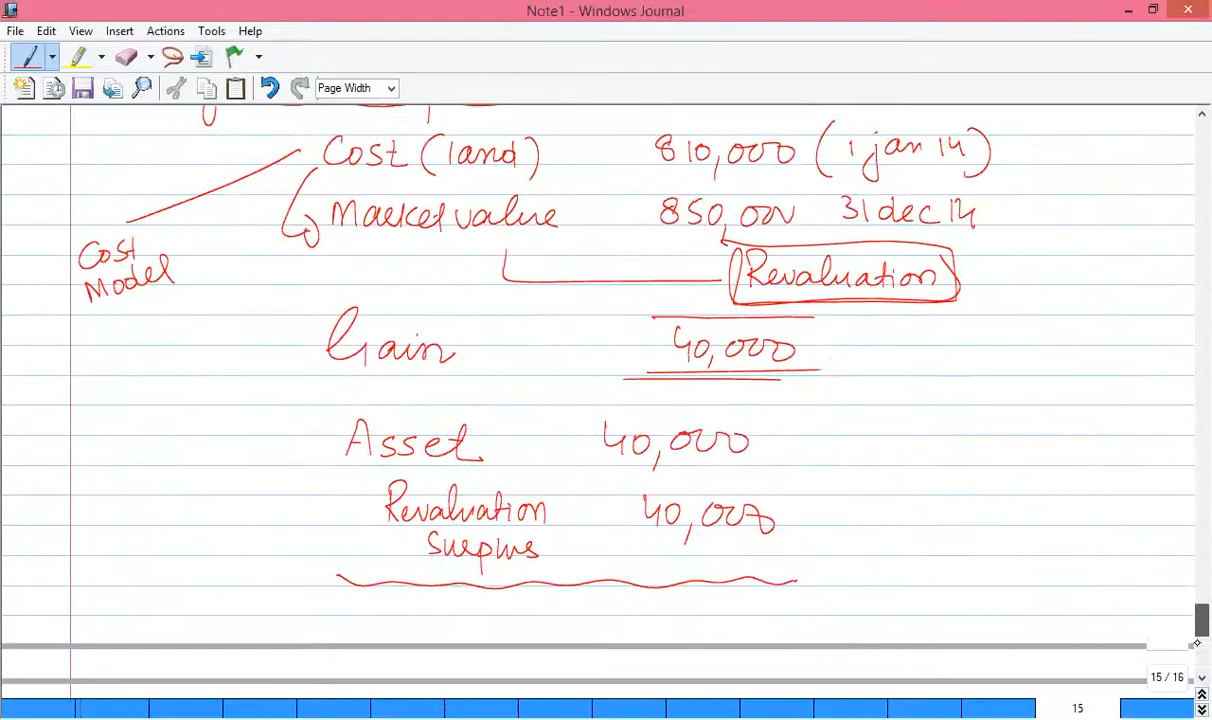 Note1 - Windows Journal
File Edit View Insert Actions Tools Help
Page Width
Cost (land) 810,000 (1 jan 14)
Marked value 850,000 31 dec 14
Cost
Model
Revaluation
Gain 40,000
Asset 40,000
Revaluation 40,000
Surplus
15 / 16
15